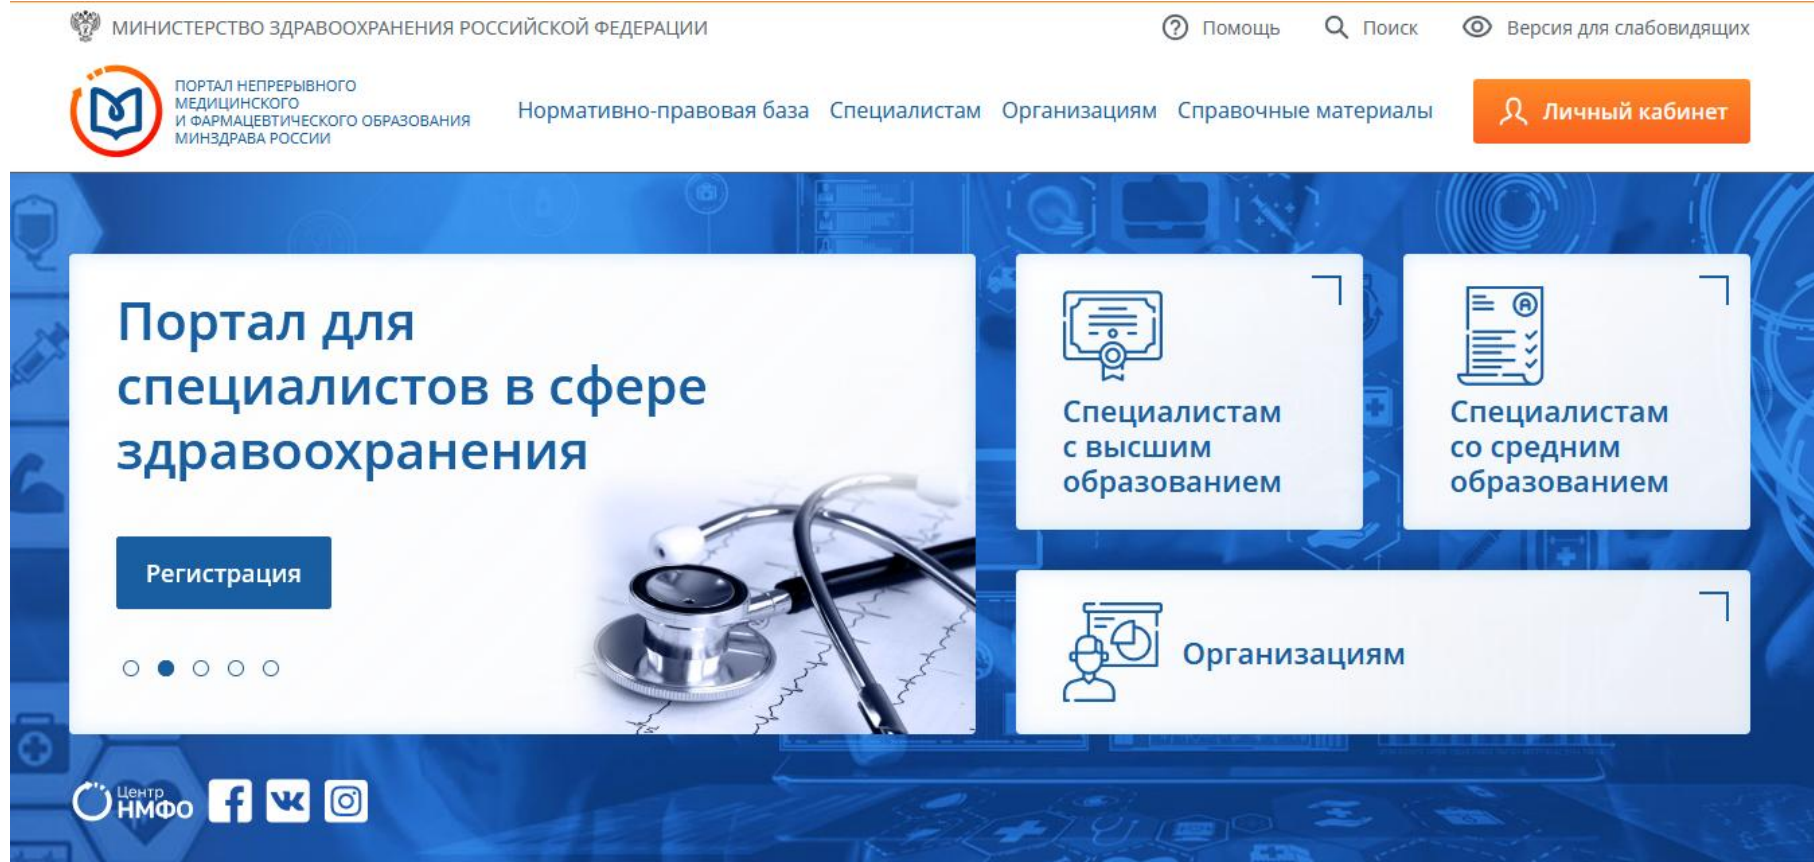 МИНИСТЕРСТВО ЗДРАВООХРАНЕНИЯ РОССИЙСКОЙ ФЕДЕРАЦИИ
Помощь
Поиск
Версия для слабовидящих
ПОРТАЛ НЕПРЕРЫВНОГО
МЕДИЦИНСКОГО
И ФАРМАЦЕВТИЧЕСКОГО ОБРАЗОВАНИЯ
МИНЗДРАВА РОССИИ
Нормативно-правовая база
Специалистам
Организациям
Справочные материалы
Личный кабинет
Портал для
специалистов в сфере
здравоохранения
Регистрация
Специалистам
с высшим
образованием
Специалистам
со средним
образованием
Организациям
Центр
НМФО